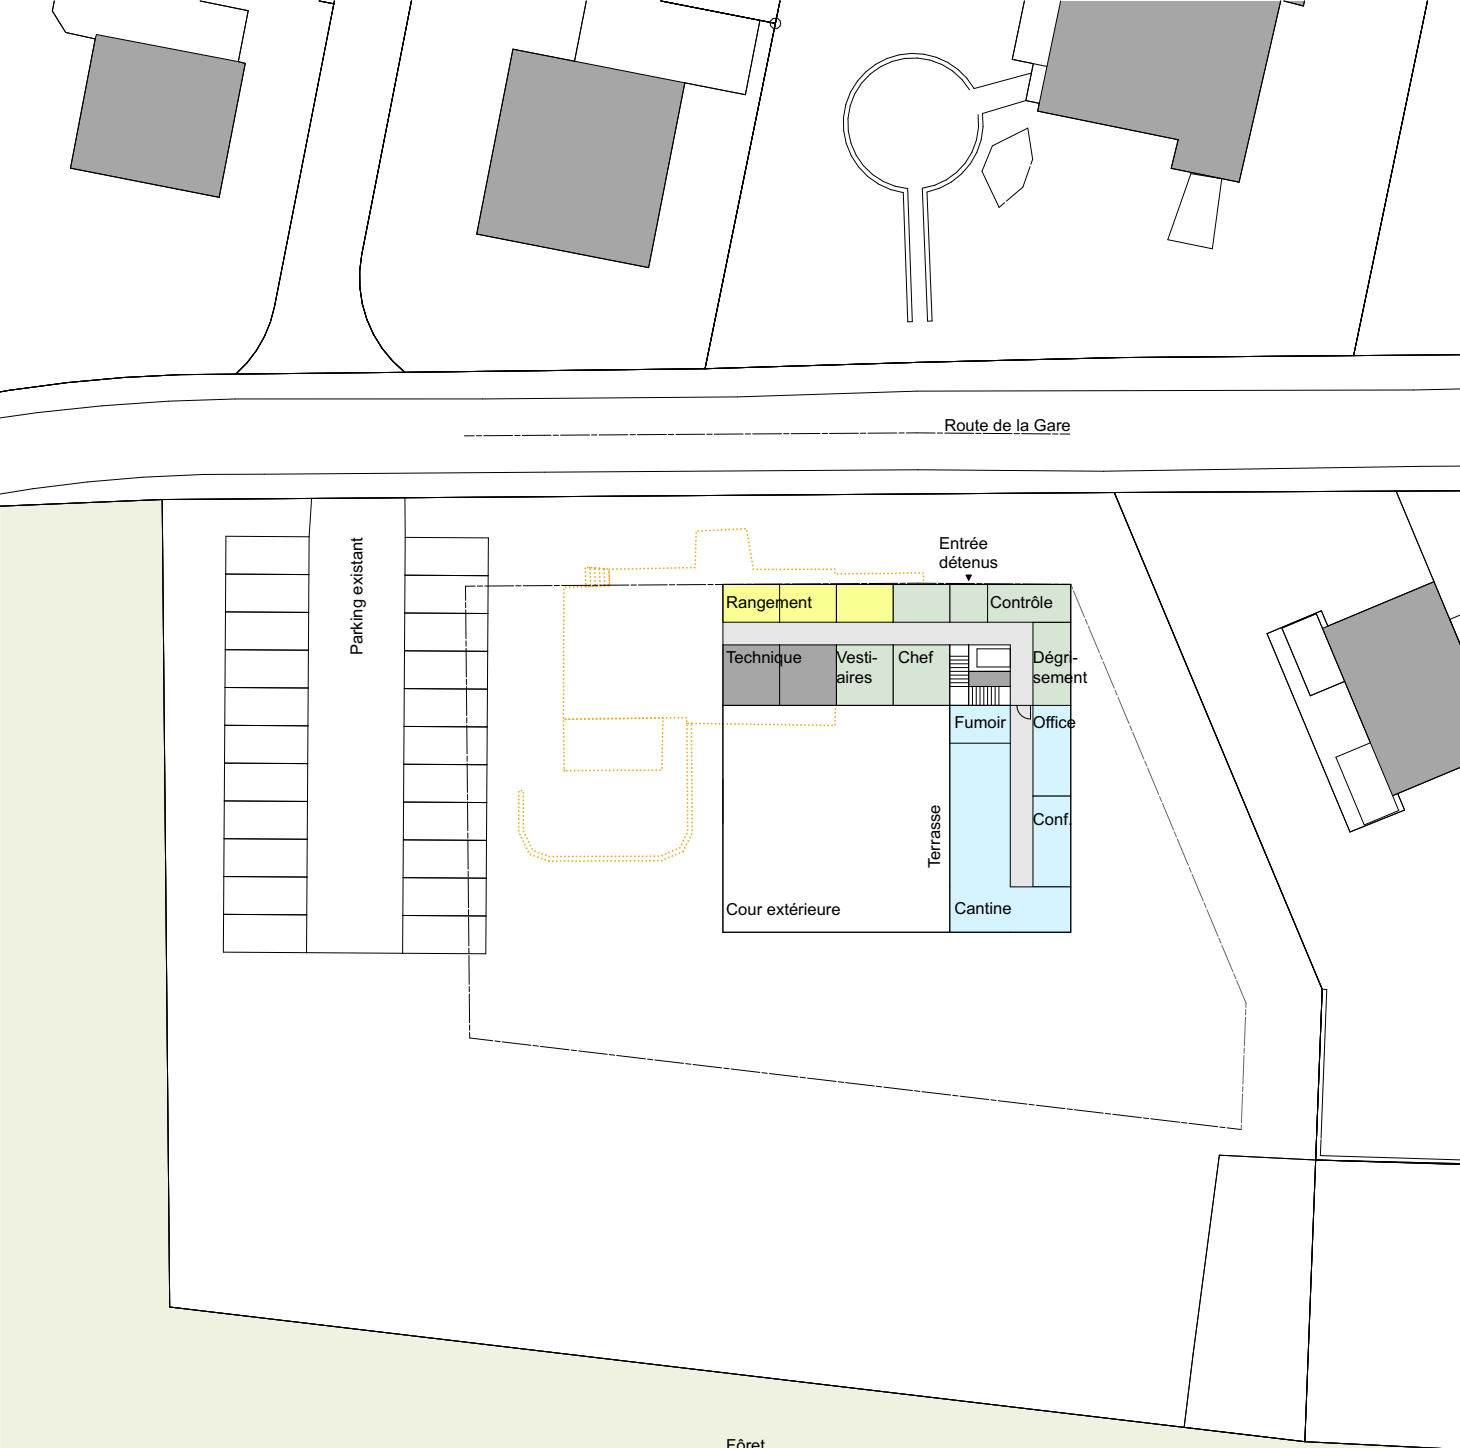 Route de la Gare
Parking existant
Entrée
détenus
Rangement
Contrôle
Technique
Vesti-
aires
Chef
Dégri-
sement
Fumoir
Office
Terrasse
Conf.
Cour extérieure
Cantine
Fôret